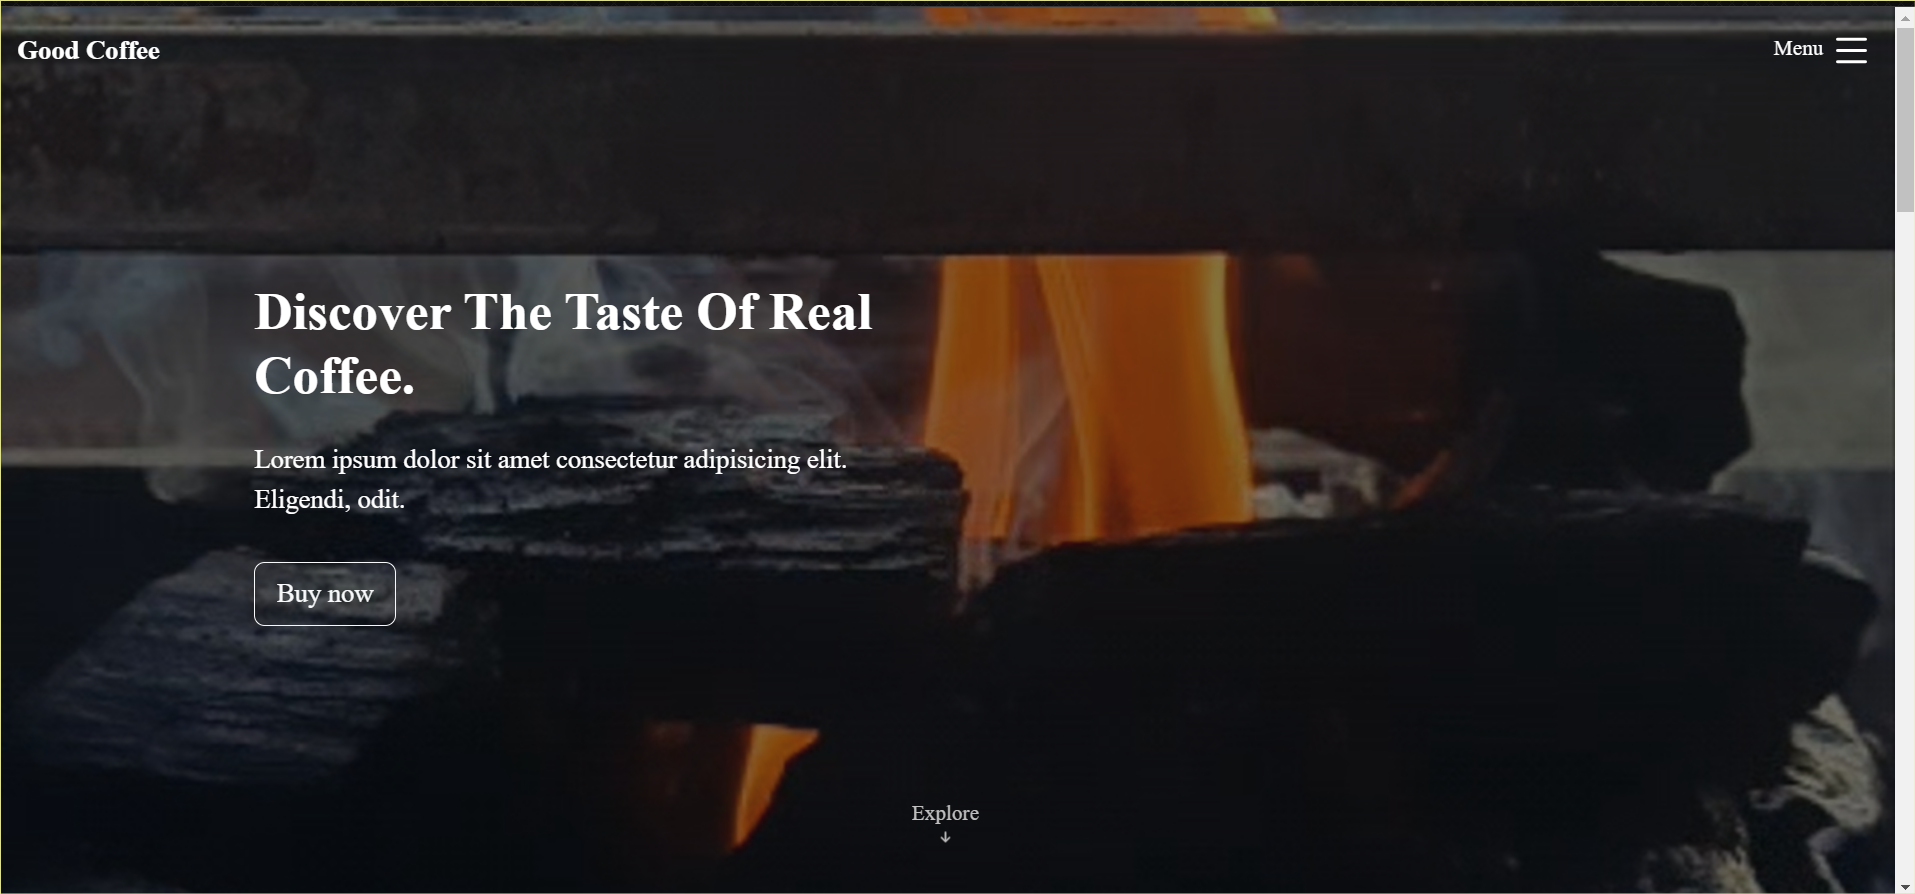 Good Coffee
Menu
Discover The Taste Of Real
Coffee.
Lorem ipsum dolor sit amet consectetur adipisicing elit.
Eligendi, odit.
Buy now
Explore